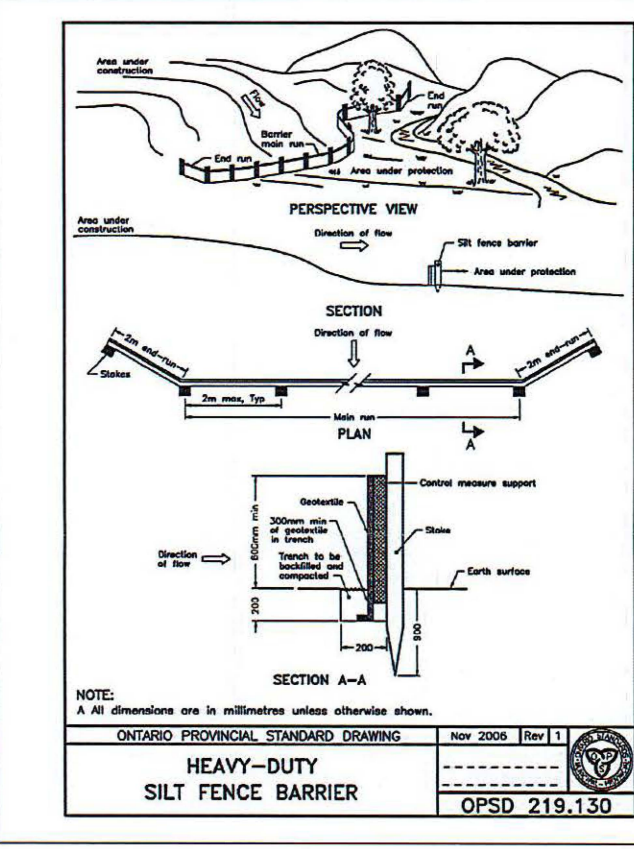 Area under
construction
Flow
End
run
Barrier
main run
End run
Area under protection
PERSPECTIVE VIEW
Area under
construction
Direction of flow
Silt fence barrier
Area under protection
SECTION
Direction of flow
2m end-run
A
2m end-run
Stakes
2m max, Typ
Main run
PLAN
A
Control measure support
Geotextile
600mm min
300mm min
of geotextile
in trench
Stake
Direction
of flow
Trench to be
backfilled and
compacted
Earth surface
200
200
900
SECTION A-A
NOTE:
A All dimensions are in millimetres unless otherwise shown.
ONTARIO PROVINCIAL STANDARD DRAWING
Nov 2006 Rev 1
HEAVY-DUTY
SILT FENCE BARRIER
OPSD 219.130